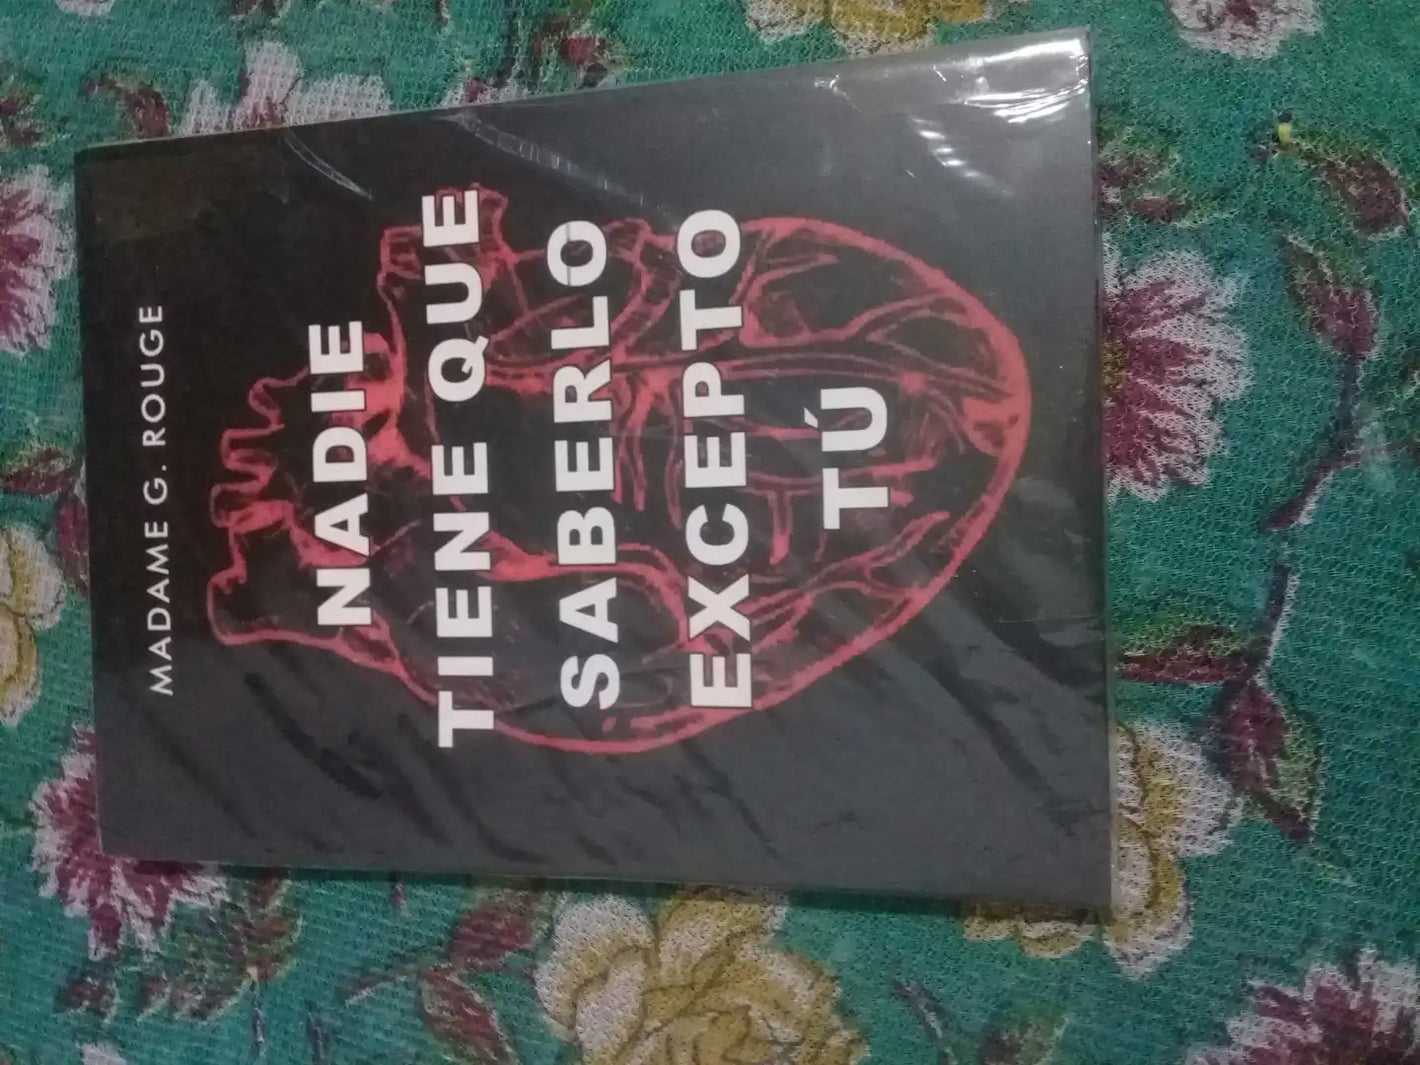 MADAME G. ROUGE
NADIE
TIENE QUE
SABERLO
EXCEPTO
TÚ